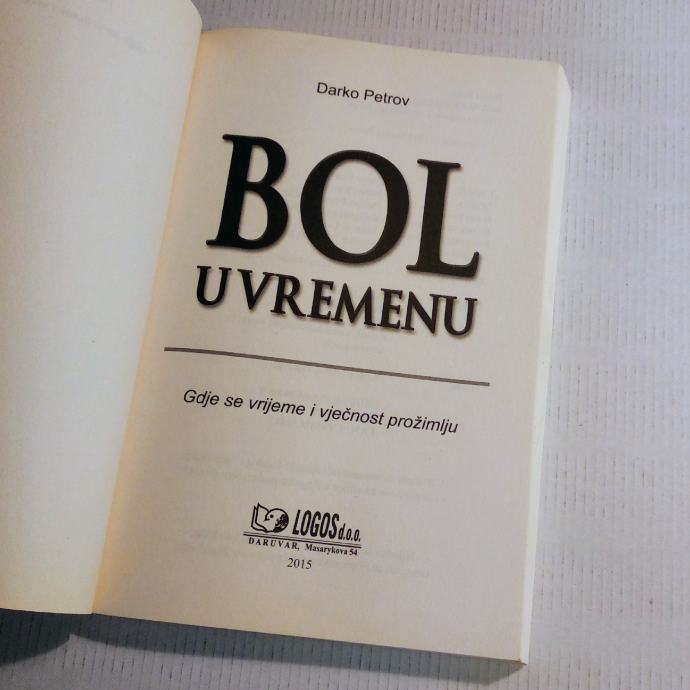 Darko Petrov
BOL
U VREMENU
Gdje se vrijeme i vječnost prožimlju
LOGOS d.o.o.
DARUVAR, Masarykova 54
2015